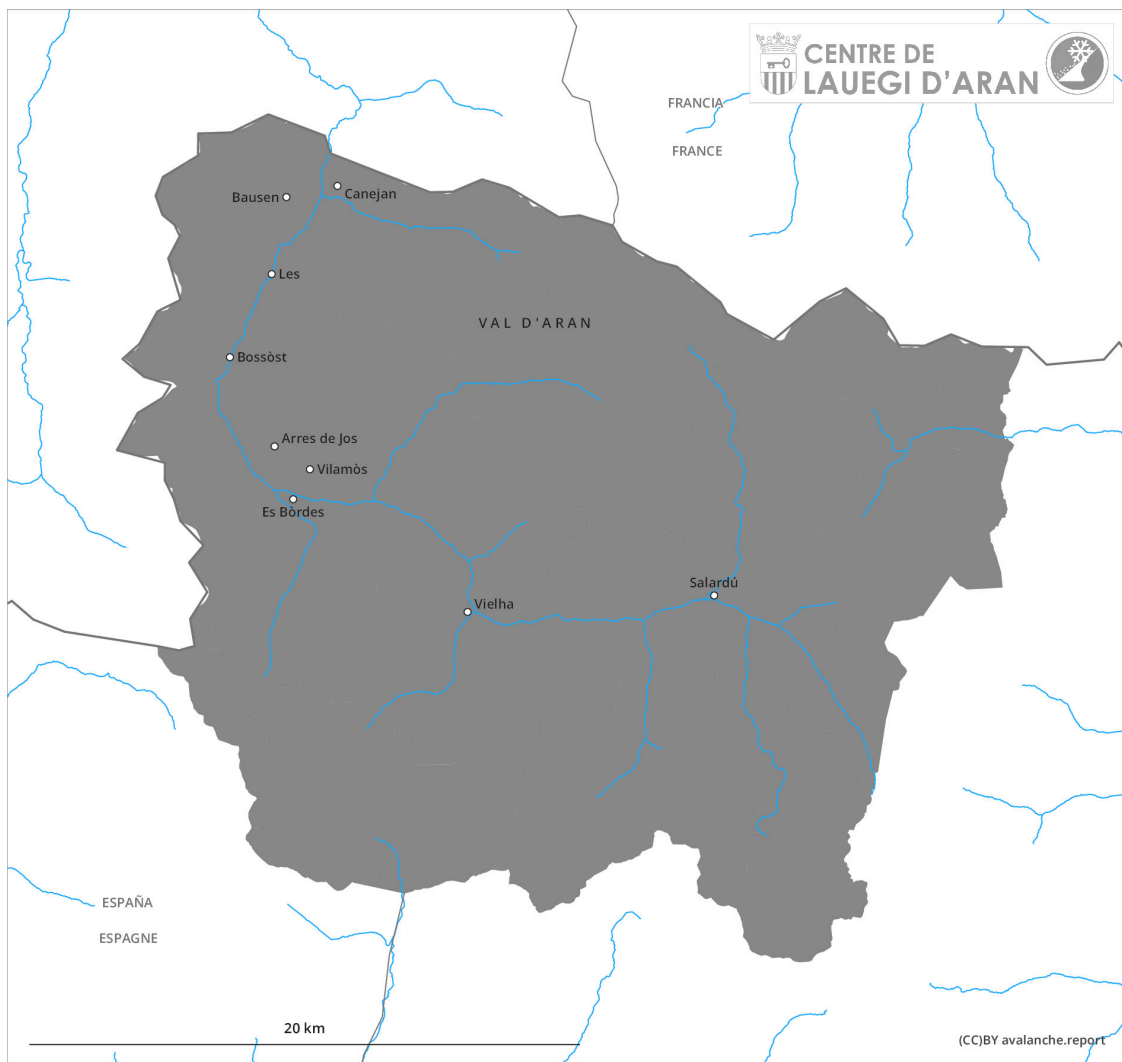 CENTRE DE
LAUEGI D'ARAN
FRANCIA
FRANCE
Bausen
Canejan
Les
VAL D'ARAN
Bossòst
Arres de Jos
Vilamòs
Es Bòrdes
Salardú
Vielha
ESPAÑA
ESPAGNE
20 km
(CC)BY avalanche.report